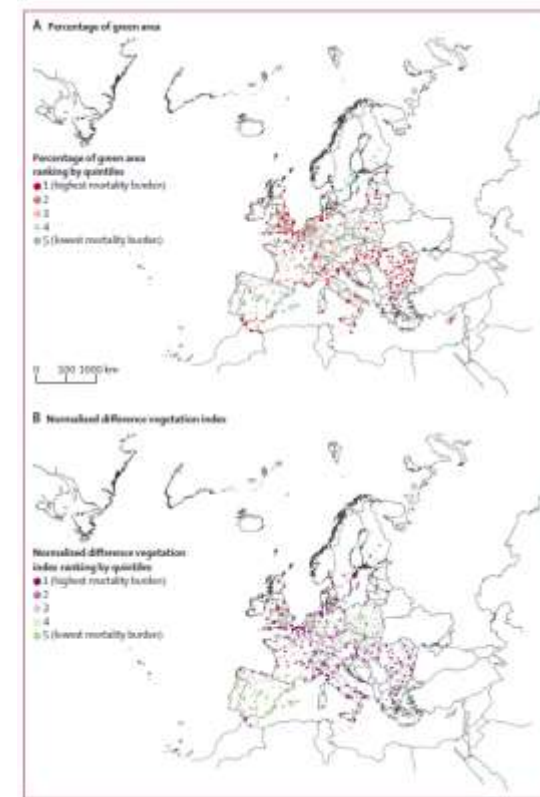 A Percentage of green area
Percentage of green area
ranking by quintiles
1 (highest mortality burden)
2
3
4
5 (lowest mortality burden)
0 500 1000 km
B Normalised difference vegetation index
Normalised difference vegetation
index ranking by quintiles
1 (highest mortality burden)
2
3
4
5 (lowest mortality burden)